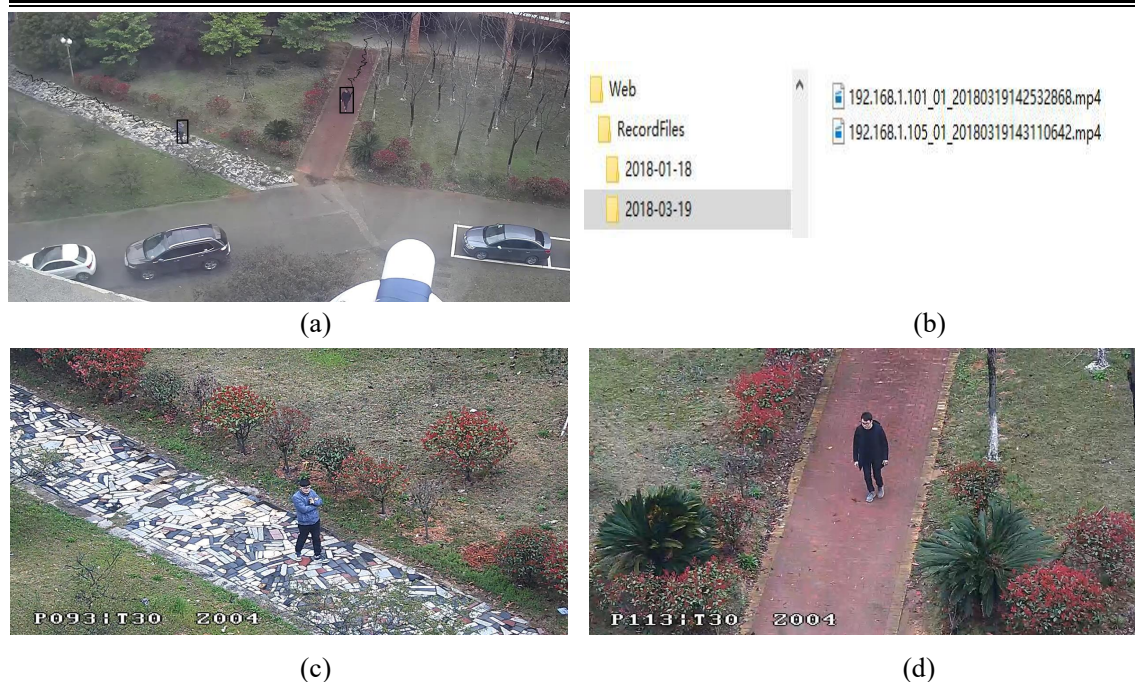 (a)
Web
RecordFiles
2018-01-18
2018-03-19
192.168.1.101_01_20180319142532868.mp4
192.168.1.105_01_20180319143110642.mp4
(b)
P093:T30 Z004
(c)
P113:T30 Z004
(d)